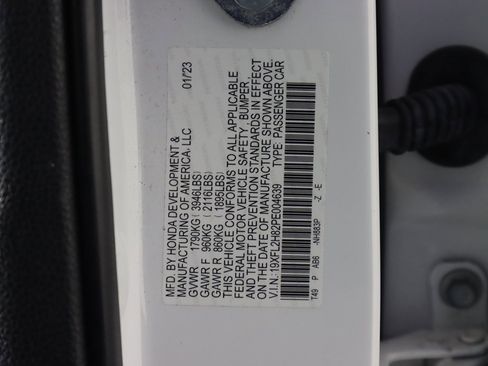 MFD. BY HONDA DEVELOPMENT &
MANUFACTURING OF AMERICA, LLC 01/'23
GVWR 1790KG ( 3946LBS)
GAWR F 960KG ( 2116LBS)
GAWR R 860KG ( 1895LBS)
THIS VEHICLE CONFORMS TO ALL APPLICABLE
FEDERAL MOTOR VEHICLE SAFETY, BUMPER,
AND THEFT PREVENTION STANDARDS IN EFFECT
ON THE DATE OF MANUFACTURE SHOWN ABOVE.
V.I.N.: 19XFL2H82PE004639 TYPE : PASSENGER CAR
T49 P AB6 -NH883P -Z -E